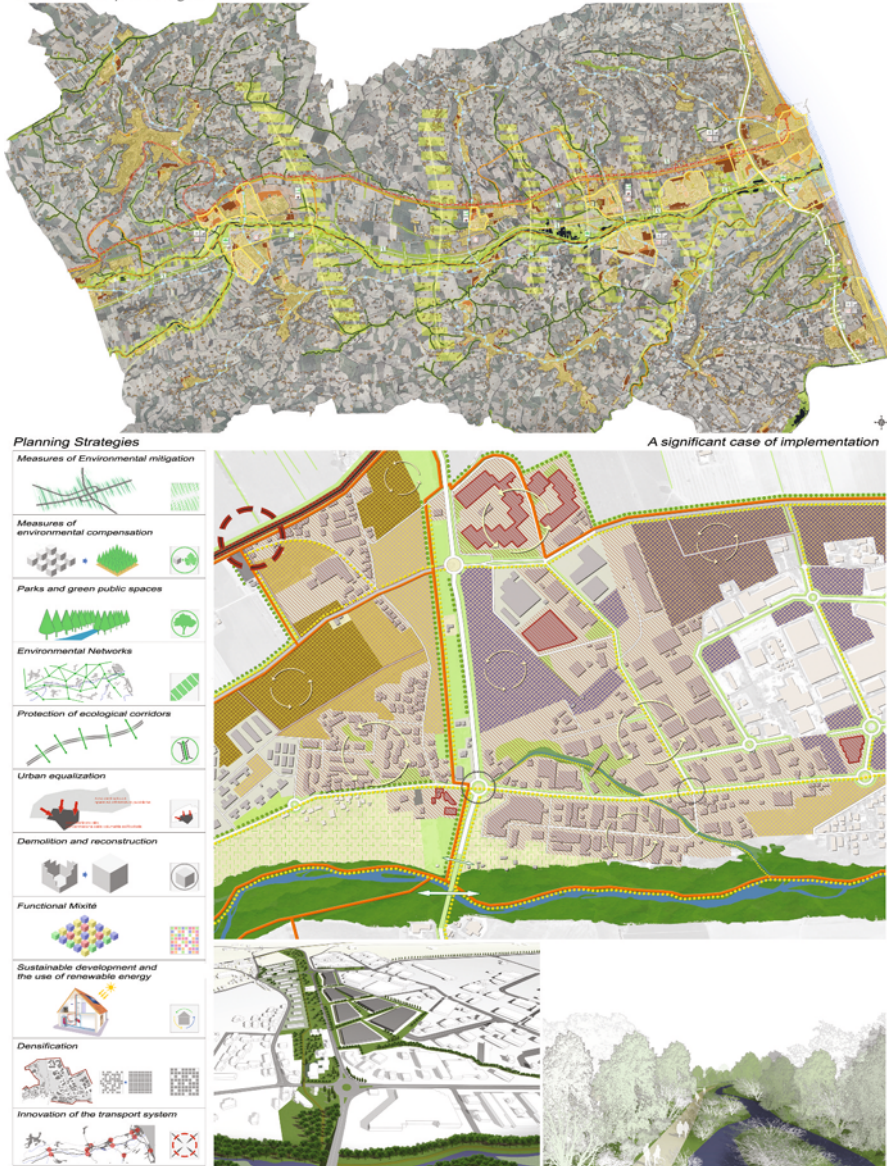 Planning Strategies
A significant case of implementation
Measures of Environmental mitigation
Measures of
environmental compensation
Parks and green public spaces
Environmental Networks
Protection of ecological corridors
Urban equalization
Demolition and reconstruction
Functional Mixité
Sustainable development and
the use of renewable energy
Densification
Innovation of the transport system